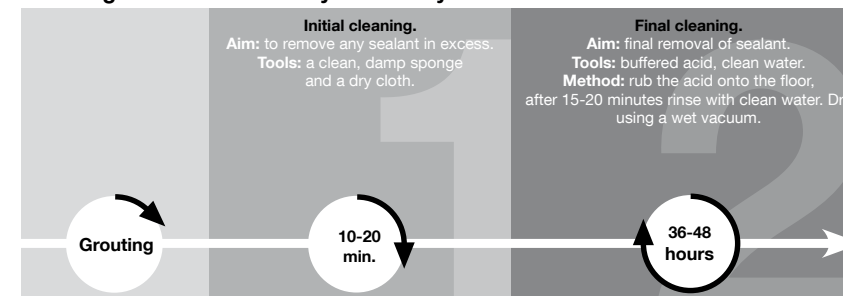 Initial cleaning.
Aim: to remove any sealant in excess.
Tools: a clean, damp sponge
and a dry cloth.
Final cleaning.
Aim: final removal of sealant.
Tools: buffered acid, clean water.
Method: rub the acid onto the floor,
after 15-20 minutes rinse with clean water.
using a wet vacuum.
1
2
Grouting
10-20
min.
36-48
hours